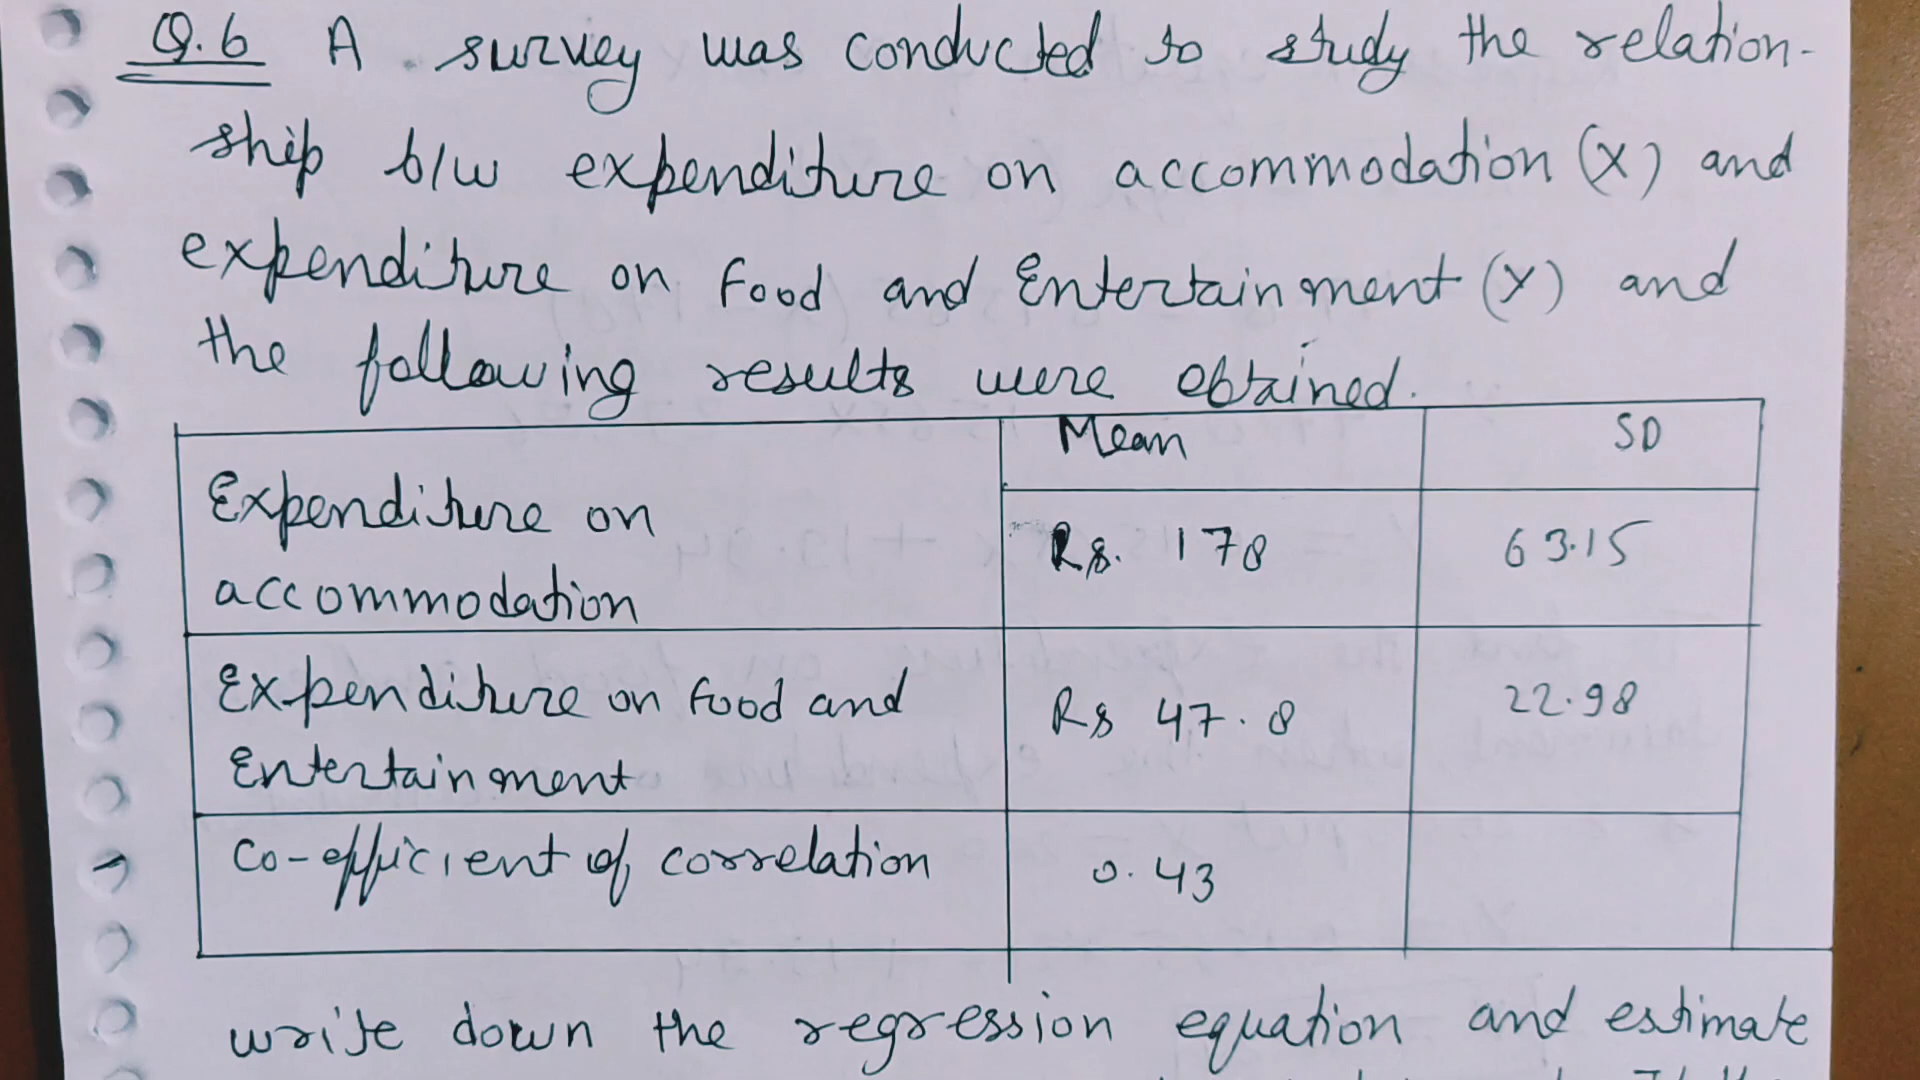 Q.6 A survey was conducted to study the relation-
ship b/w expenditure on accommodation (X) and
expenditure on Food and Entertainment (Y) and
the following results were obtained.
Mean SD
Expenditure on
accommodation
Rs. 178 63.15
Expenditure on Food and
Entertainment
Rs 47.8 22.98
Co-efficient of correlation 0.43
write down the regression equation and estimate